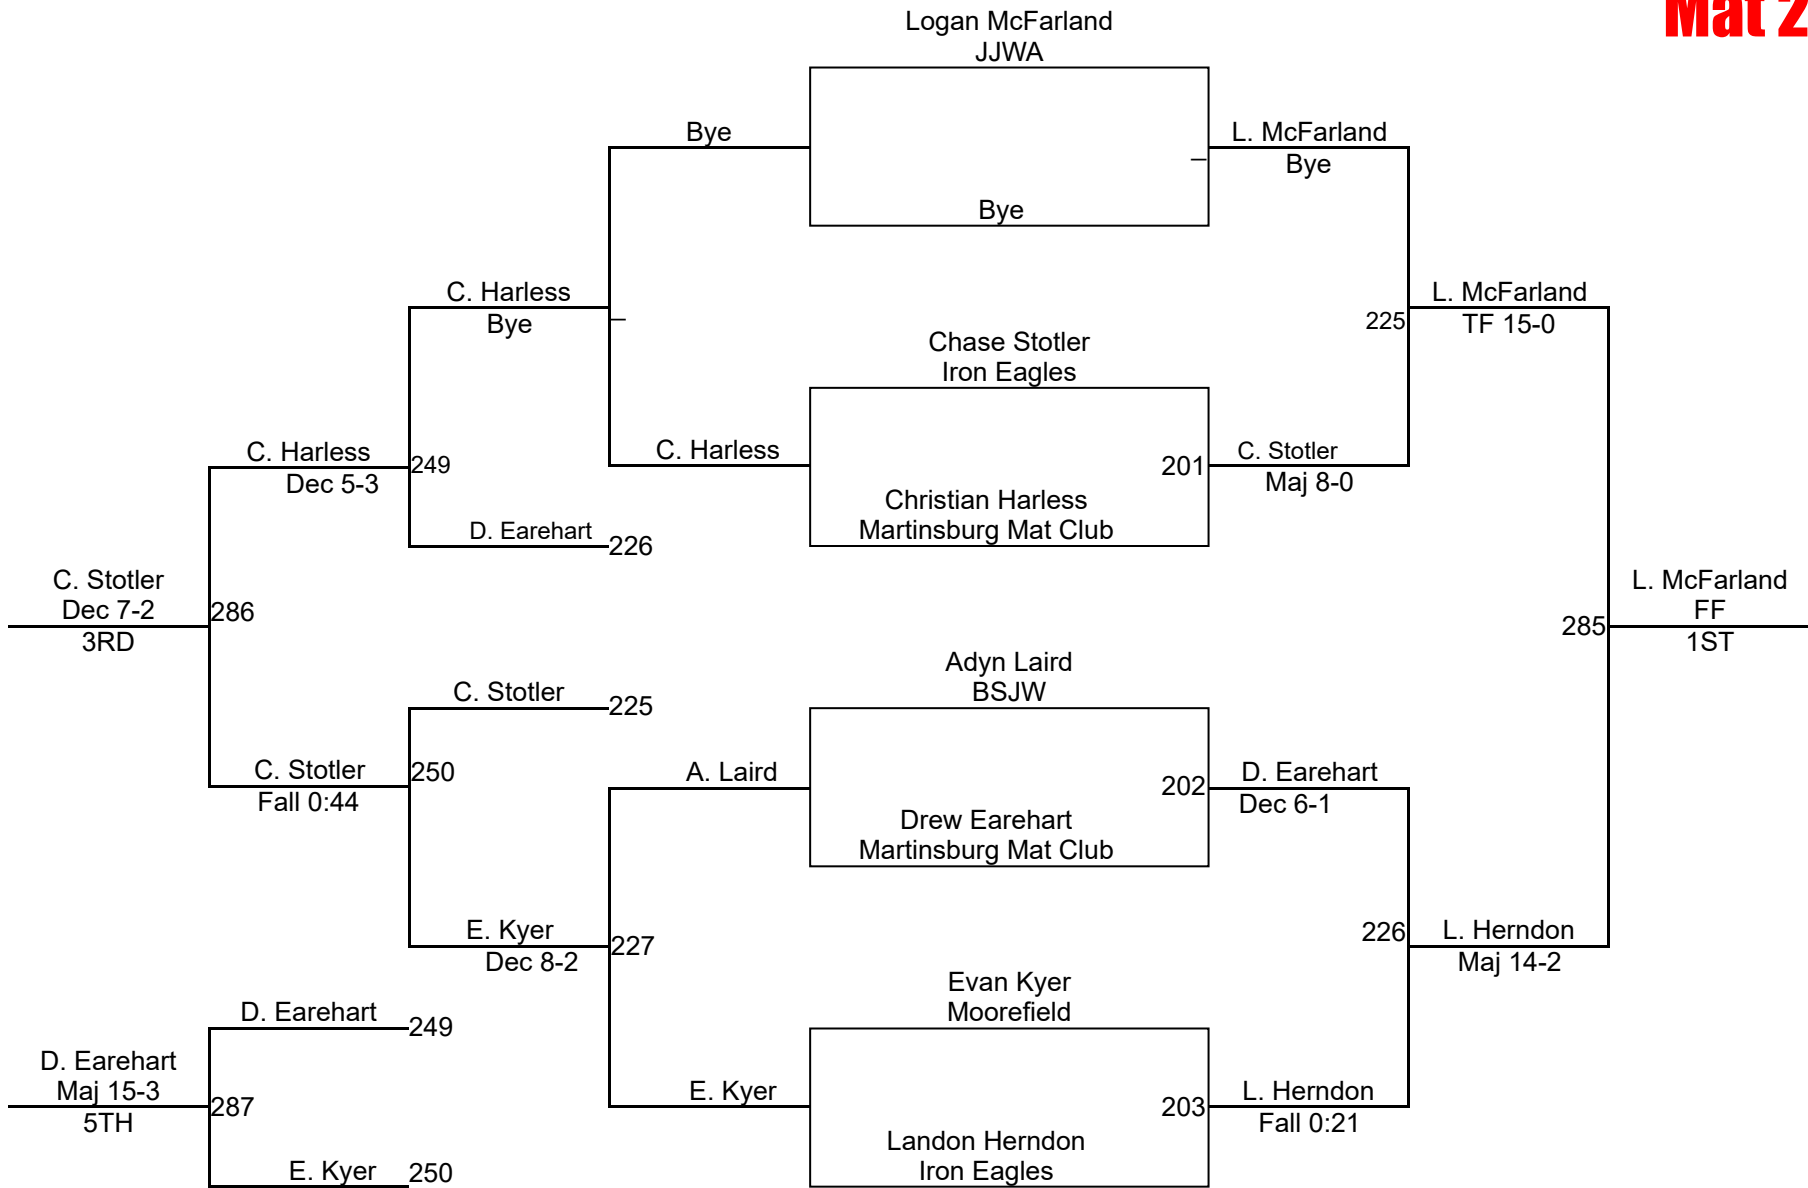 Mat 2
Logan McFarland
JJWA
Bye
L. McFarland
Bye
Bye
C. Harless
Bye
L. McFarland
TF 15-0
225
Chase Stotler
Iron Eagles
C. Harless
Dec 5-3
249
C. Harless
201
C. Stotler
Maj 8-0
Christian Harless
Martinsburg Mat Club
D. Earehart
226
C. Stotler
Dec 7-2
3RD
286
L. McFarland
FF
1ST
285
Adyn Laird
BSJW
C. Stotler
225
C. Stotler
Fall 0:44
250
A. Laird
202
D. Earehart
Dec 6-1
Drew Earehart
Martinsburg Mat Club
E. Kyer
Dec 8-2
227
226
L. Herndon
Maj 14-2
Evan Kyer
Moorefield
D. Earehart
249
D. Earehart
Maj 15-3
5TH
287
E. Kyer
203
L. Herndon
Fall 0:21
Landon Herndon
Iron Eagles
E. Kyer
250